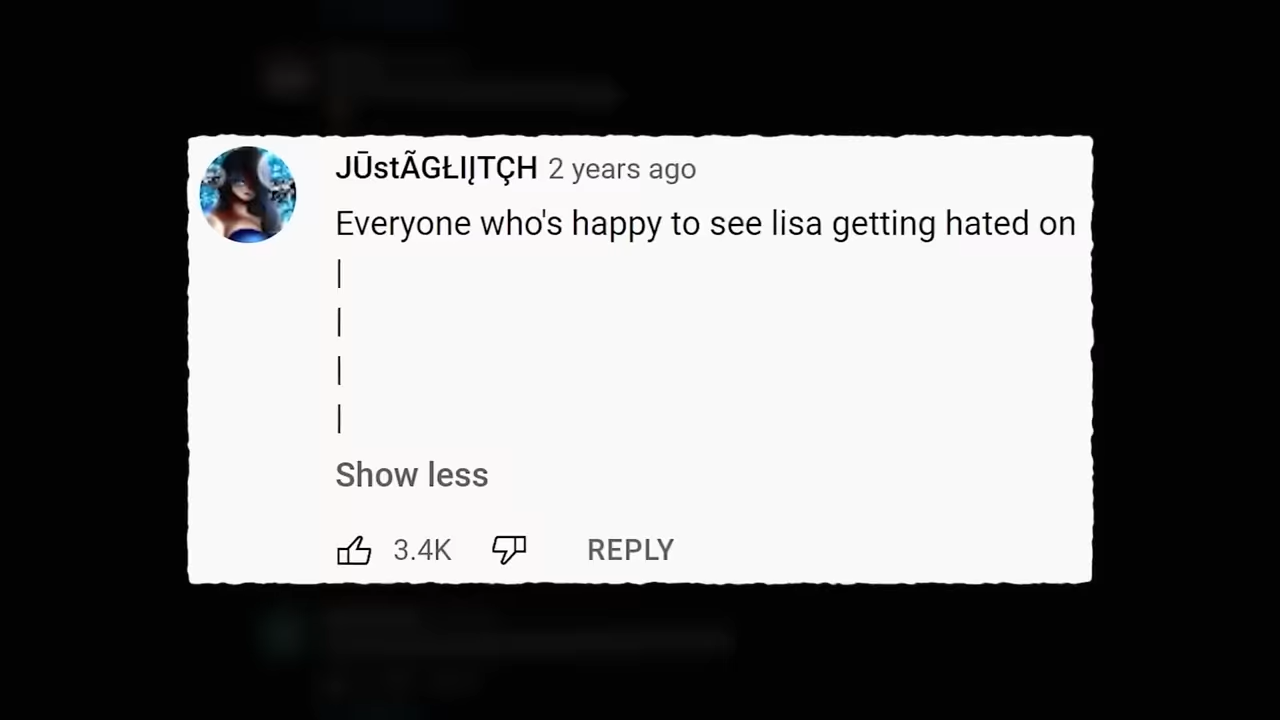 JŪstÃGŁIĮTÇH 2 years ago
Everyone who's happy to see lisa getting hated on
|
|
|
|
Show less
3.4K REPLY